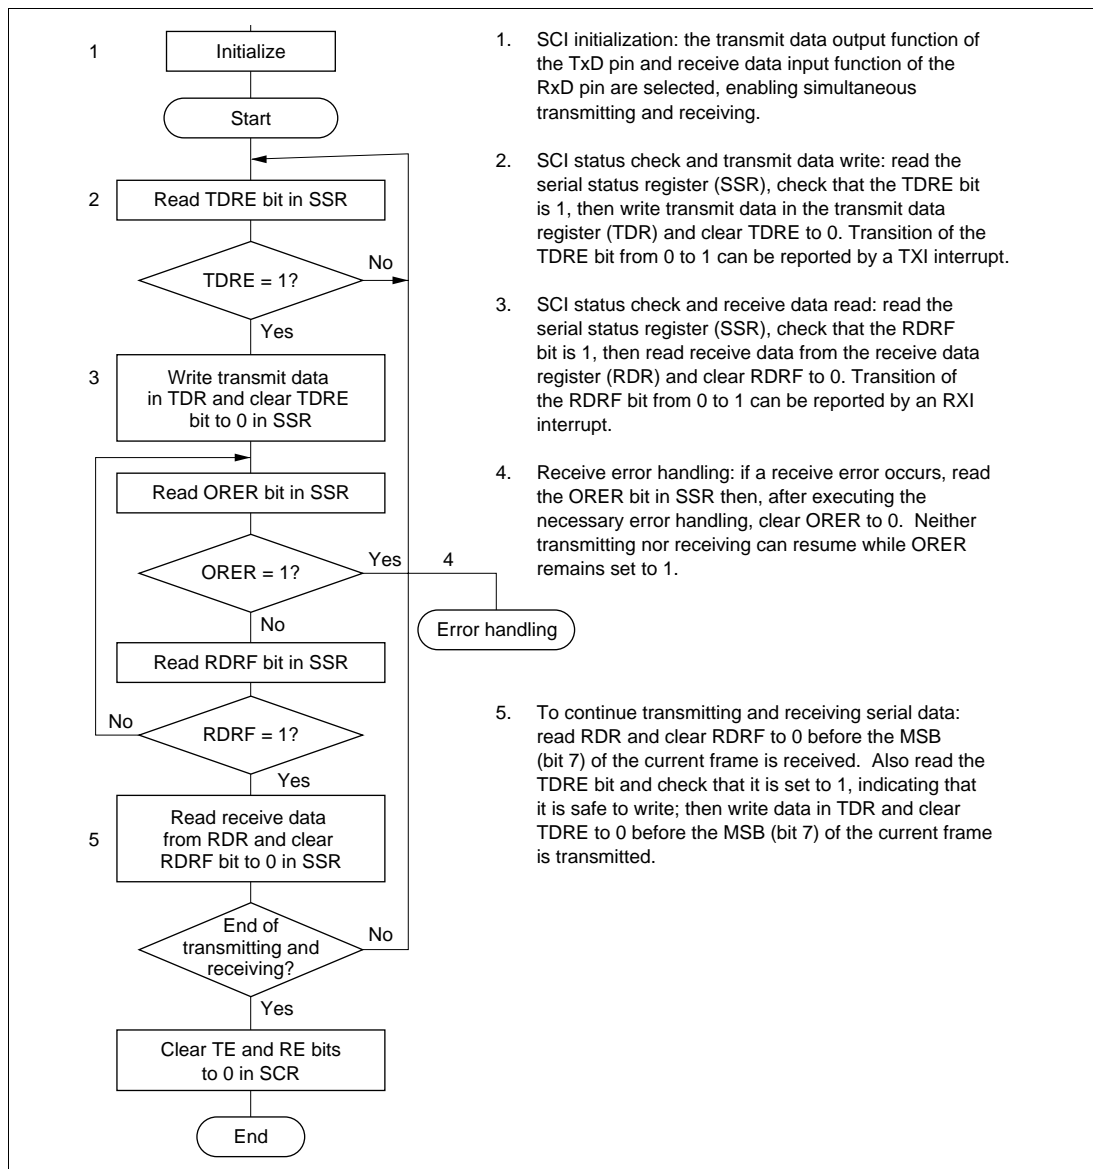 1
Initialize
Start
2
Read TDRE bit in SSR
TDRE = 1?
No
Yes
3
Write transmit data
in TDR and clear TDRE
bit to 0 in SSR
Read ORER bit in SSR
ORER = 1?
Yes
4
Error handling
No
Read RDRF bit in SSR
No
RDRF = 1?
Yes
5
Read receive data
from RDR and clear
RDRF bit to 0 in SSR
End of
transmitting and
receiving?
No
Yes
Clear TE and RE bits
to 0 in SCR
End
1. SCI initialization: the transmit data output function of
the TxD pin and receive data input function of the
RxD pin are selected, enabling simultaneous
transmitting and receiving.
2. SCI status check and transmit data write: read the
serial status register (SSR), check that the TDRE bit
is 1, then write transmit data in the transmit data
register (TDR) and clear TDRE to 0. Transition of the
TDRE bit from 0 to 1 can be reported by a TXI interrupt.
3. SCI status check and receive data read: read the
serial status register (SSR), check that the RDRF
bit is 1, then read receive data from the receive data
register (RDR) and clear RDRF to 0. Transition of
the RDRF bit from 0 to 1 can be reported by an RXI
interrupt.
4. Receive error handling: if a receive error occurs, read
the ORER bit in SSR then, after executing the
necessary error handling, clear ORER to 0. Neither
transmitting nor receiving can resume while ORER
remains set to 1.
5. To continue transmitting and receiving serial data:
read RDR and clear RDRF to 0 before the MSB
(bit 7) of the current frame is received. Also read the
TDRE bit and check that it is set to 1, indicating that
it is safe to write; then write data in TDR and clear
TDRE to 0 before the MSB (bit 7) of the current frame
is transmitted.